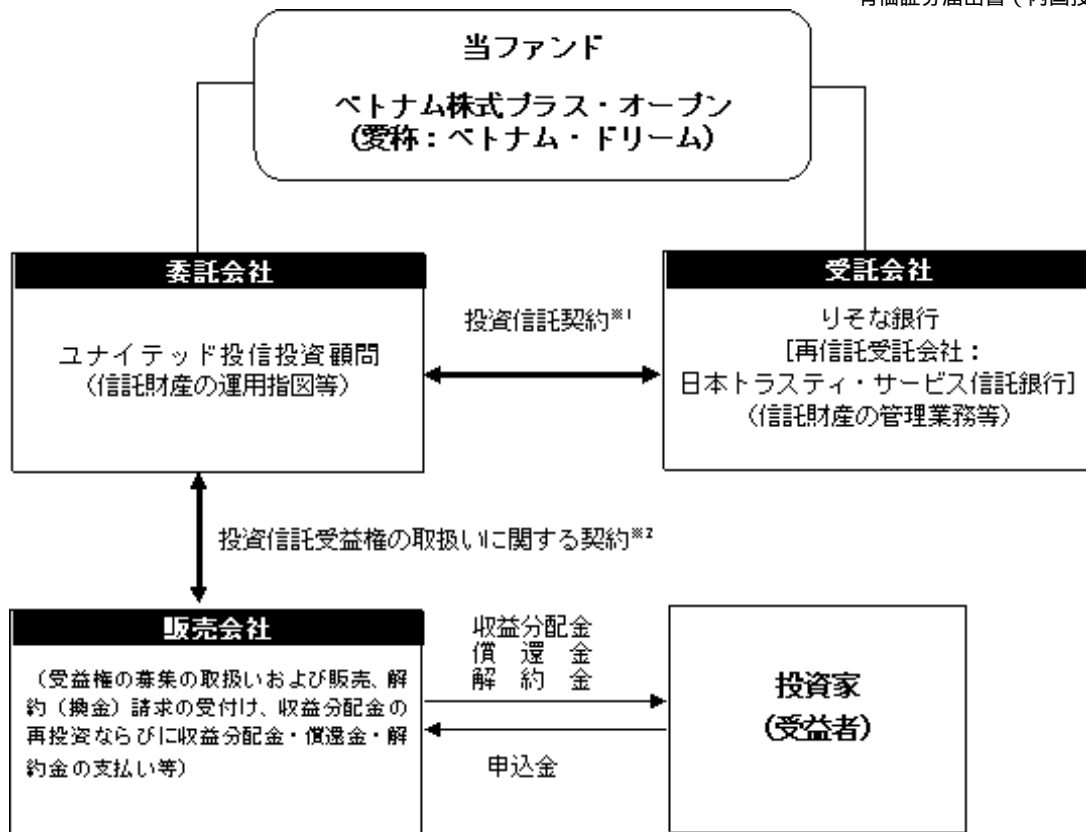 当ファンド
ベトナム株式プラス・オープン
(愛称：ベトナム・ドリーム)
委託会社
ユナイテッド投信投資顧問
(信託財産の運用指図等)
投資信託契約※1
受託会社
りそな銀行
[再信託受託会社：
日本トラスティ・サービス信託銀行]
(信託財産の管理業務等)
投資信託受益権の取扱いに関する契約※2
販売会社
（受益権の募集の取扱いおよび販売、解
約（換金）請求の受付け、収益分配金の
再投資ならびに収益分配金・償還金・解
約金の支払い等）
収益分配金
償　還　金
解　約　金
申込金
投資家
(受益者)